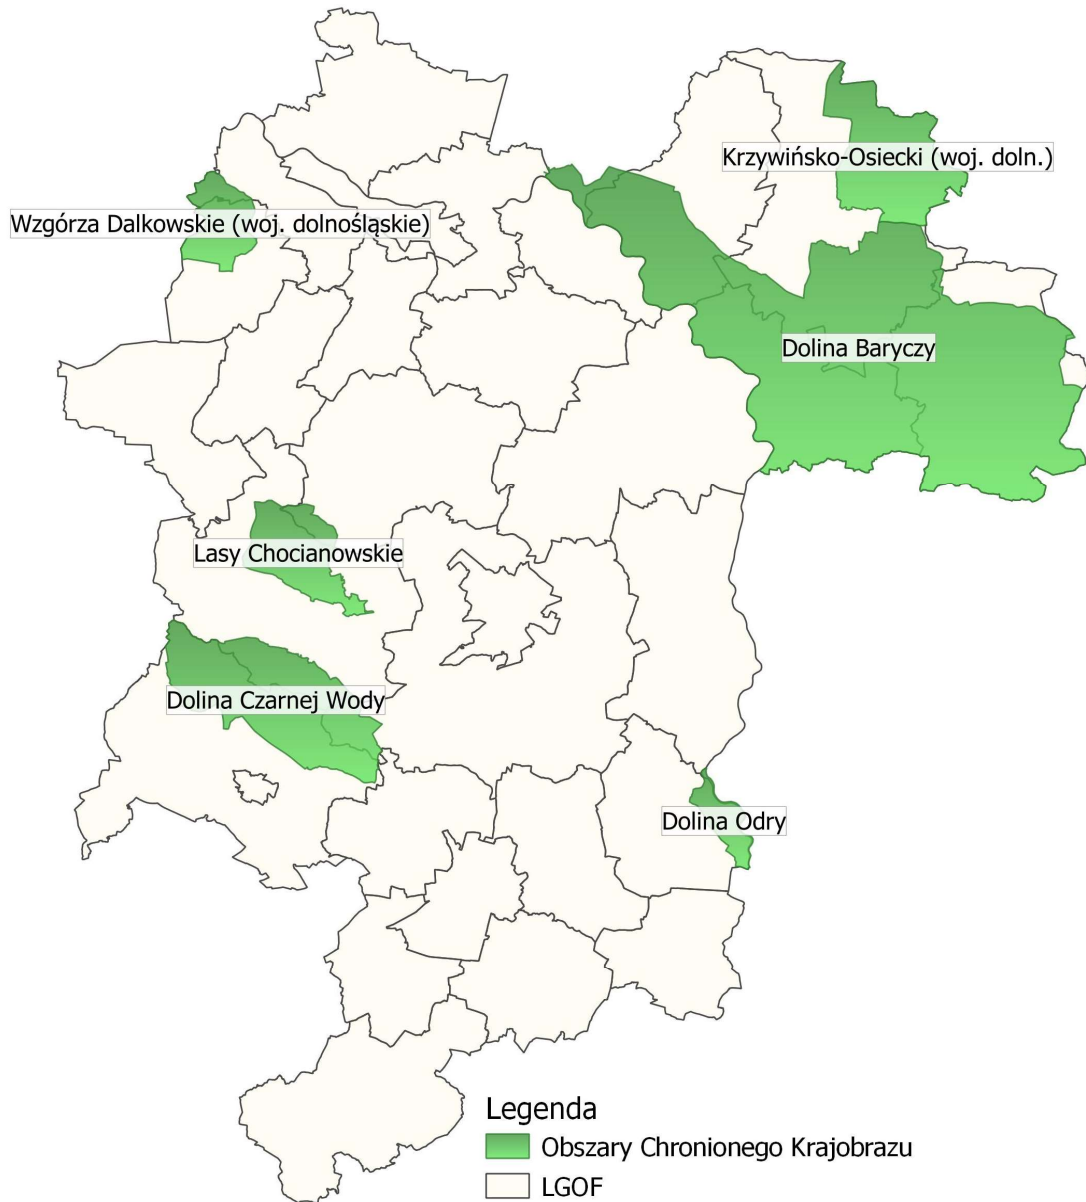 Krzywińsko-Osiecki (woj. doln.)
Wzgórza Dalkowskie (woj. dolnośląskie)
Dolina Baryczy
Lasy Chocianowskie
Dolina Czarnej Wody
Dolina Odry
Legenda
Obszary Chronionego Krajobrazu
LGOF